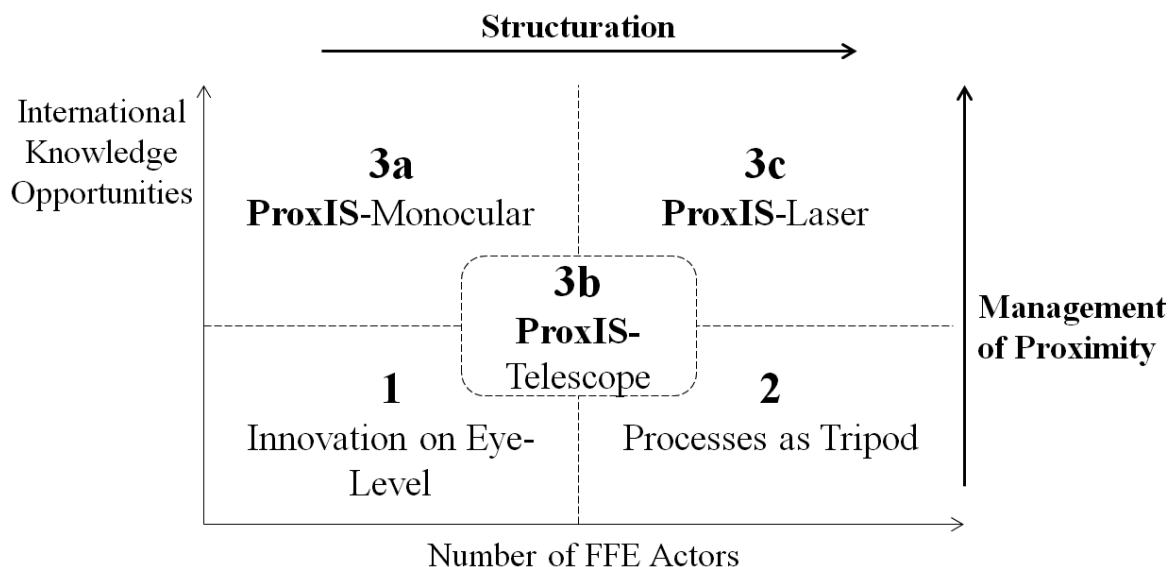 Structuration
International
Knowledge
Opportunities
3a
ProxIS-Monocular
3c
ProxIS-Laser
3b
ProxIS-
Telescope
Management
of Proximity
1
Innovation on Eye-
Level
2
Processes as Tripod
Number of FFE Actors